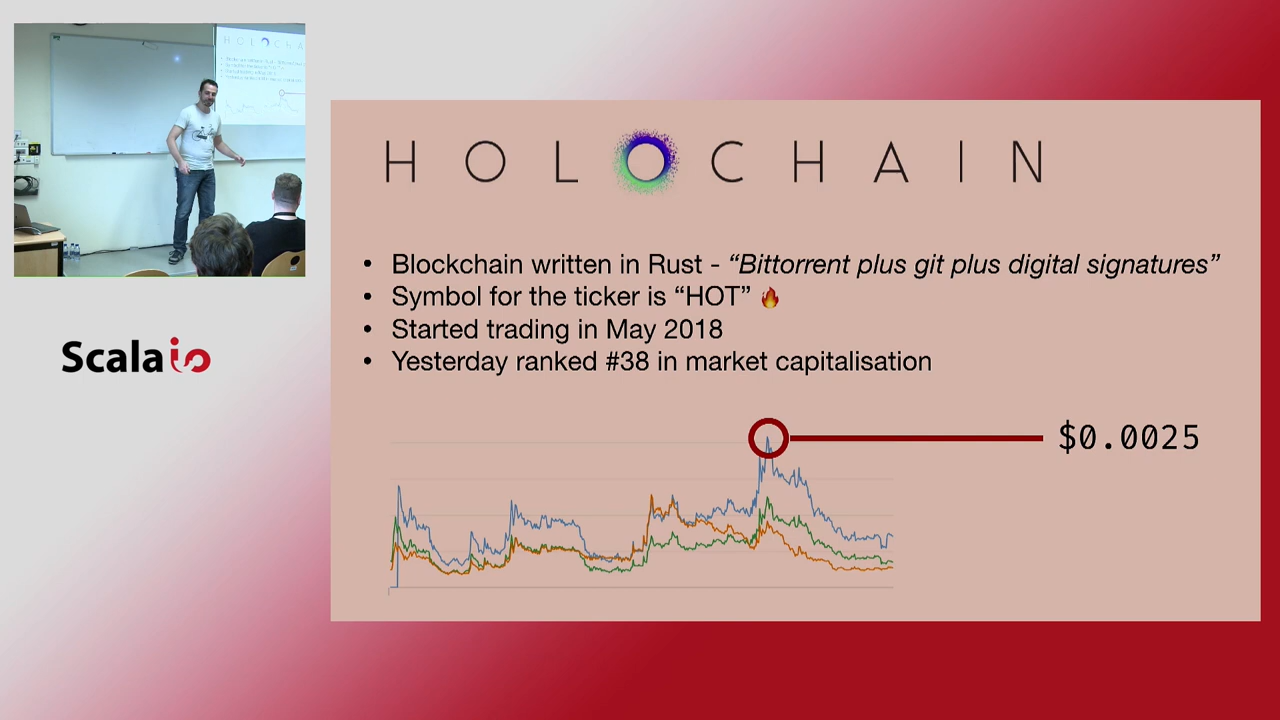 HOLOCHAIN
• Blockchain written in Rust - “Bittorrent plus git plus digital signatures”
• Symbol for the ticker is “HOT” 🔥
• Started trading in May 2018
• Yesterday ranked #38 in market capitalisation
$0.0025
Scala io